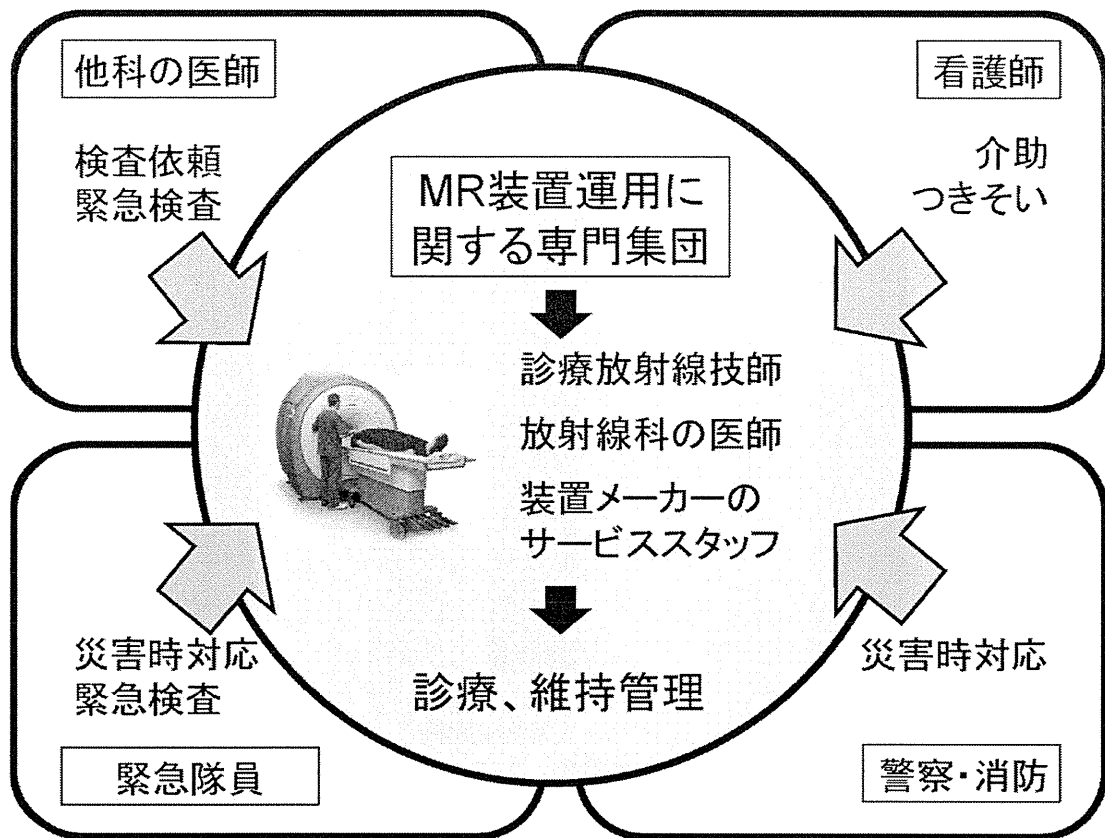 他科の医師
検査依頼
緊急検査
看護師
介助
つきそい
MR装置運用に
関する専門集団
診療放射線技師
放射線科の医師
装置メーカーの
サービススタッフ
診療、維持管理
災害時対応
緊急検査
緊急隊員
災害時対応
警察・消防